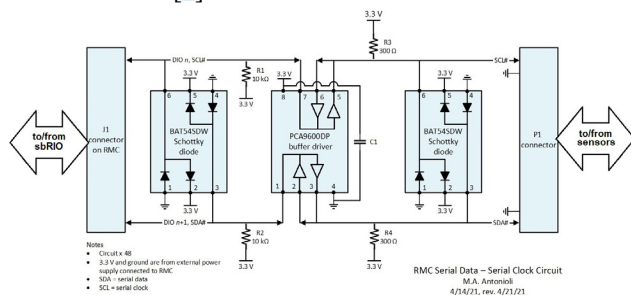 3.3 V
R3
300 Ω
DIO n, SCL#
SCL#
3.3 V
R1
10 kΩ
3.3 V
3.3 V
3.3 V
6 5 4
8 7 6 5
6 5 4
to/from
sbRIO
J1
connector
on RMC
BAT54SDW
Schottky
diode
PCA9600DP
buffer driver
C1
BAT54SDW
Schottky
diode
P1
connector
to/from
sensors
1 2 3
1 2 3 4
1 2 3
3.3 V
3.3 V
DIO n+1, SDA#
SDA#
R2
10 kΩ
R4
300 Ω
3.3 V
3.3 V
Notes
• Circuit x 48
• 3.3 V and ground are from external power
supply connected to RMC
• SDA = serial data
• SCL = serial clock
RMC Serial Data – Serial Clock Circuit
M.A. Antonioli
4/14/21, rev. 4/21/21